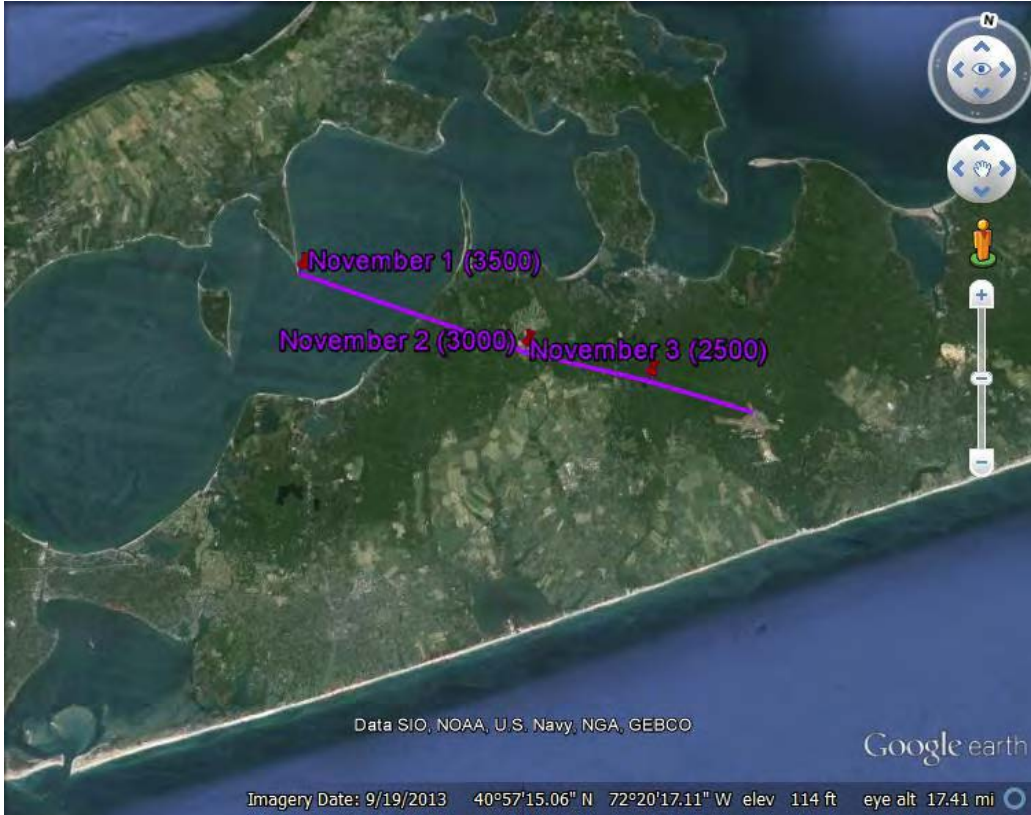 N
November 1 (3500)
November 2 (3000)
November 3 (2500)
Data SIO, NOAA, U.S. Navy, NGA, GEBCO
Google earth
Imagery Date: 9/19/2013 40°57'15.06" N 72°20'17.11" W elev 114 ft eye alt 17.41 mi